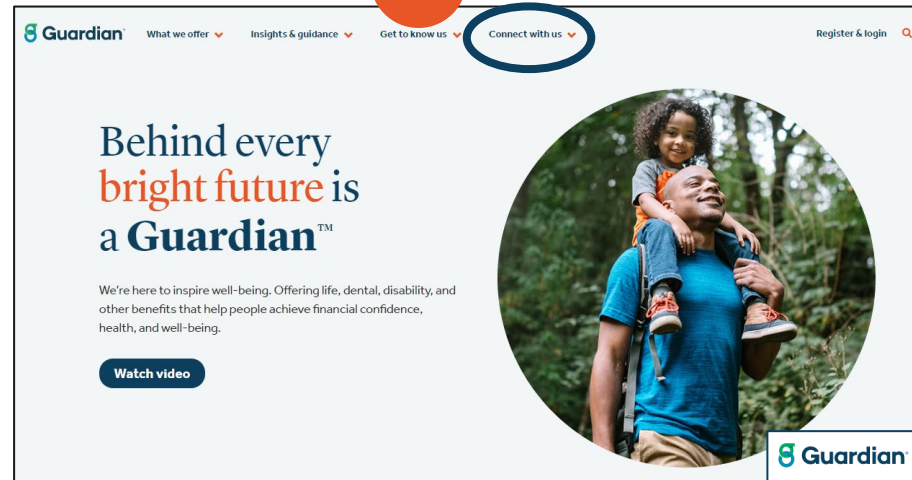 Guardian
What we offer
Insights & guidance
Get to know us
Connect with us
Register & login
Behind every
bright future is
a Guardian™
We're here to inspire well-being. Offering life, dental, disability, and
other benefits that help people achieve financial confidence,
health, and well-being.
Watch video
Guardian